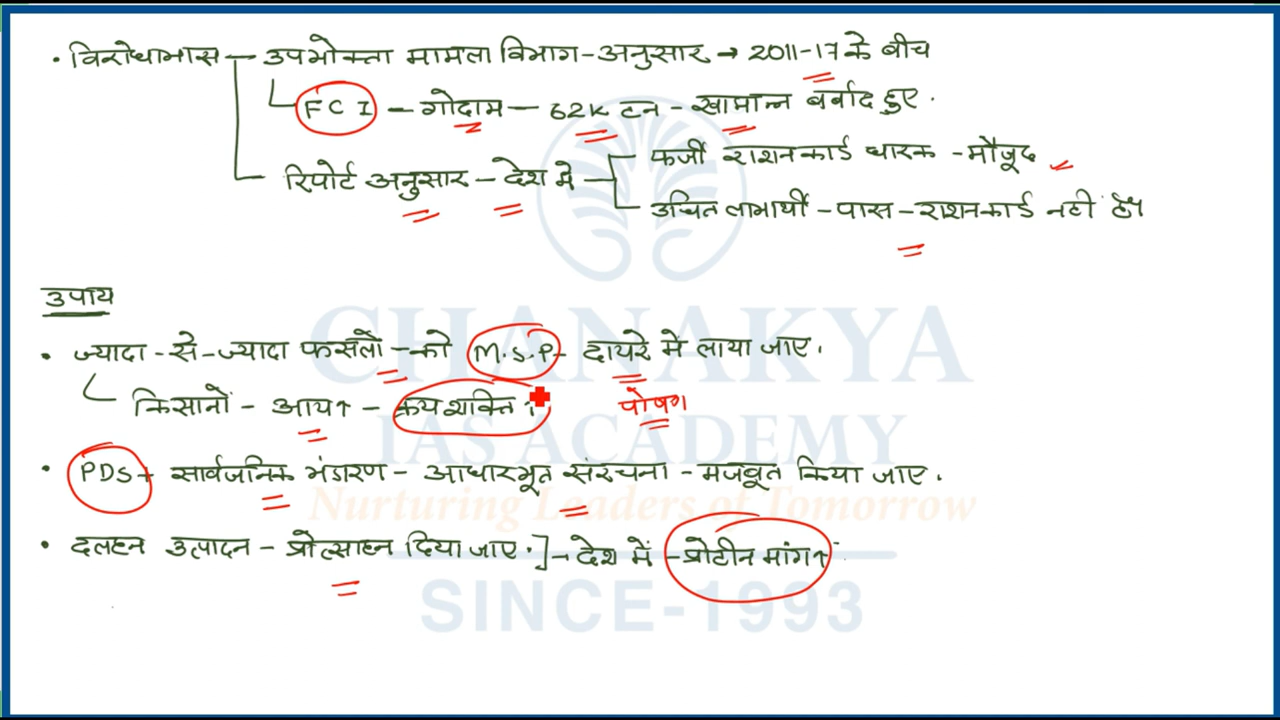 • विरोधाभास – उपभोक्ता मामला विभाग - अनुसार → 2011-17 के बीच
FCI – गोदाम – 62K टन - खाद्यान्न बर्बाद हुए .
फर्जी राशनकार्ड धारक - मौजूद
रिपोर्ट अनुसार – देश में
उचित लाभार्थी – पास – राशनकार्ड नही है
उपाय
• ज्यादा - से - ज्यादा फसलों - को M.S.P - दायरे में लाया जाए .
किसानों - आय↑ - क्रय शक्ति ↑ पोषण
• PDS + सार्वजनिक भंडारण - आधारभूत संरचना - मजबूत किया जाए .
• दलहन उत्पादन - प्रोत्साहन दिया जाए . ] → देश में - प्रोटीन मांग↑
CHANAKYA
IAS ACADEMY
Nurturing Leaders of Tomorrow
SINCE-1993